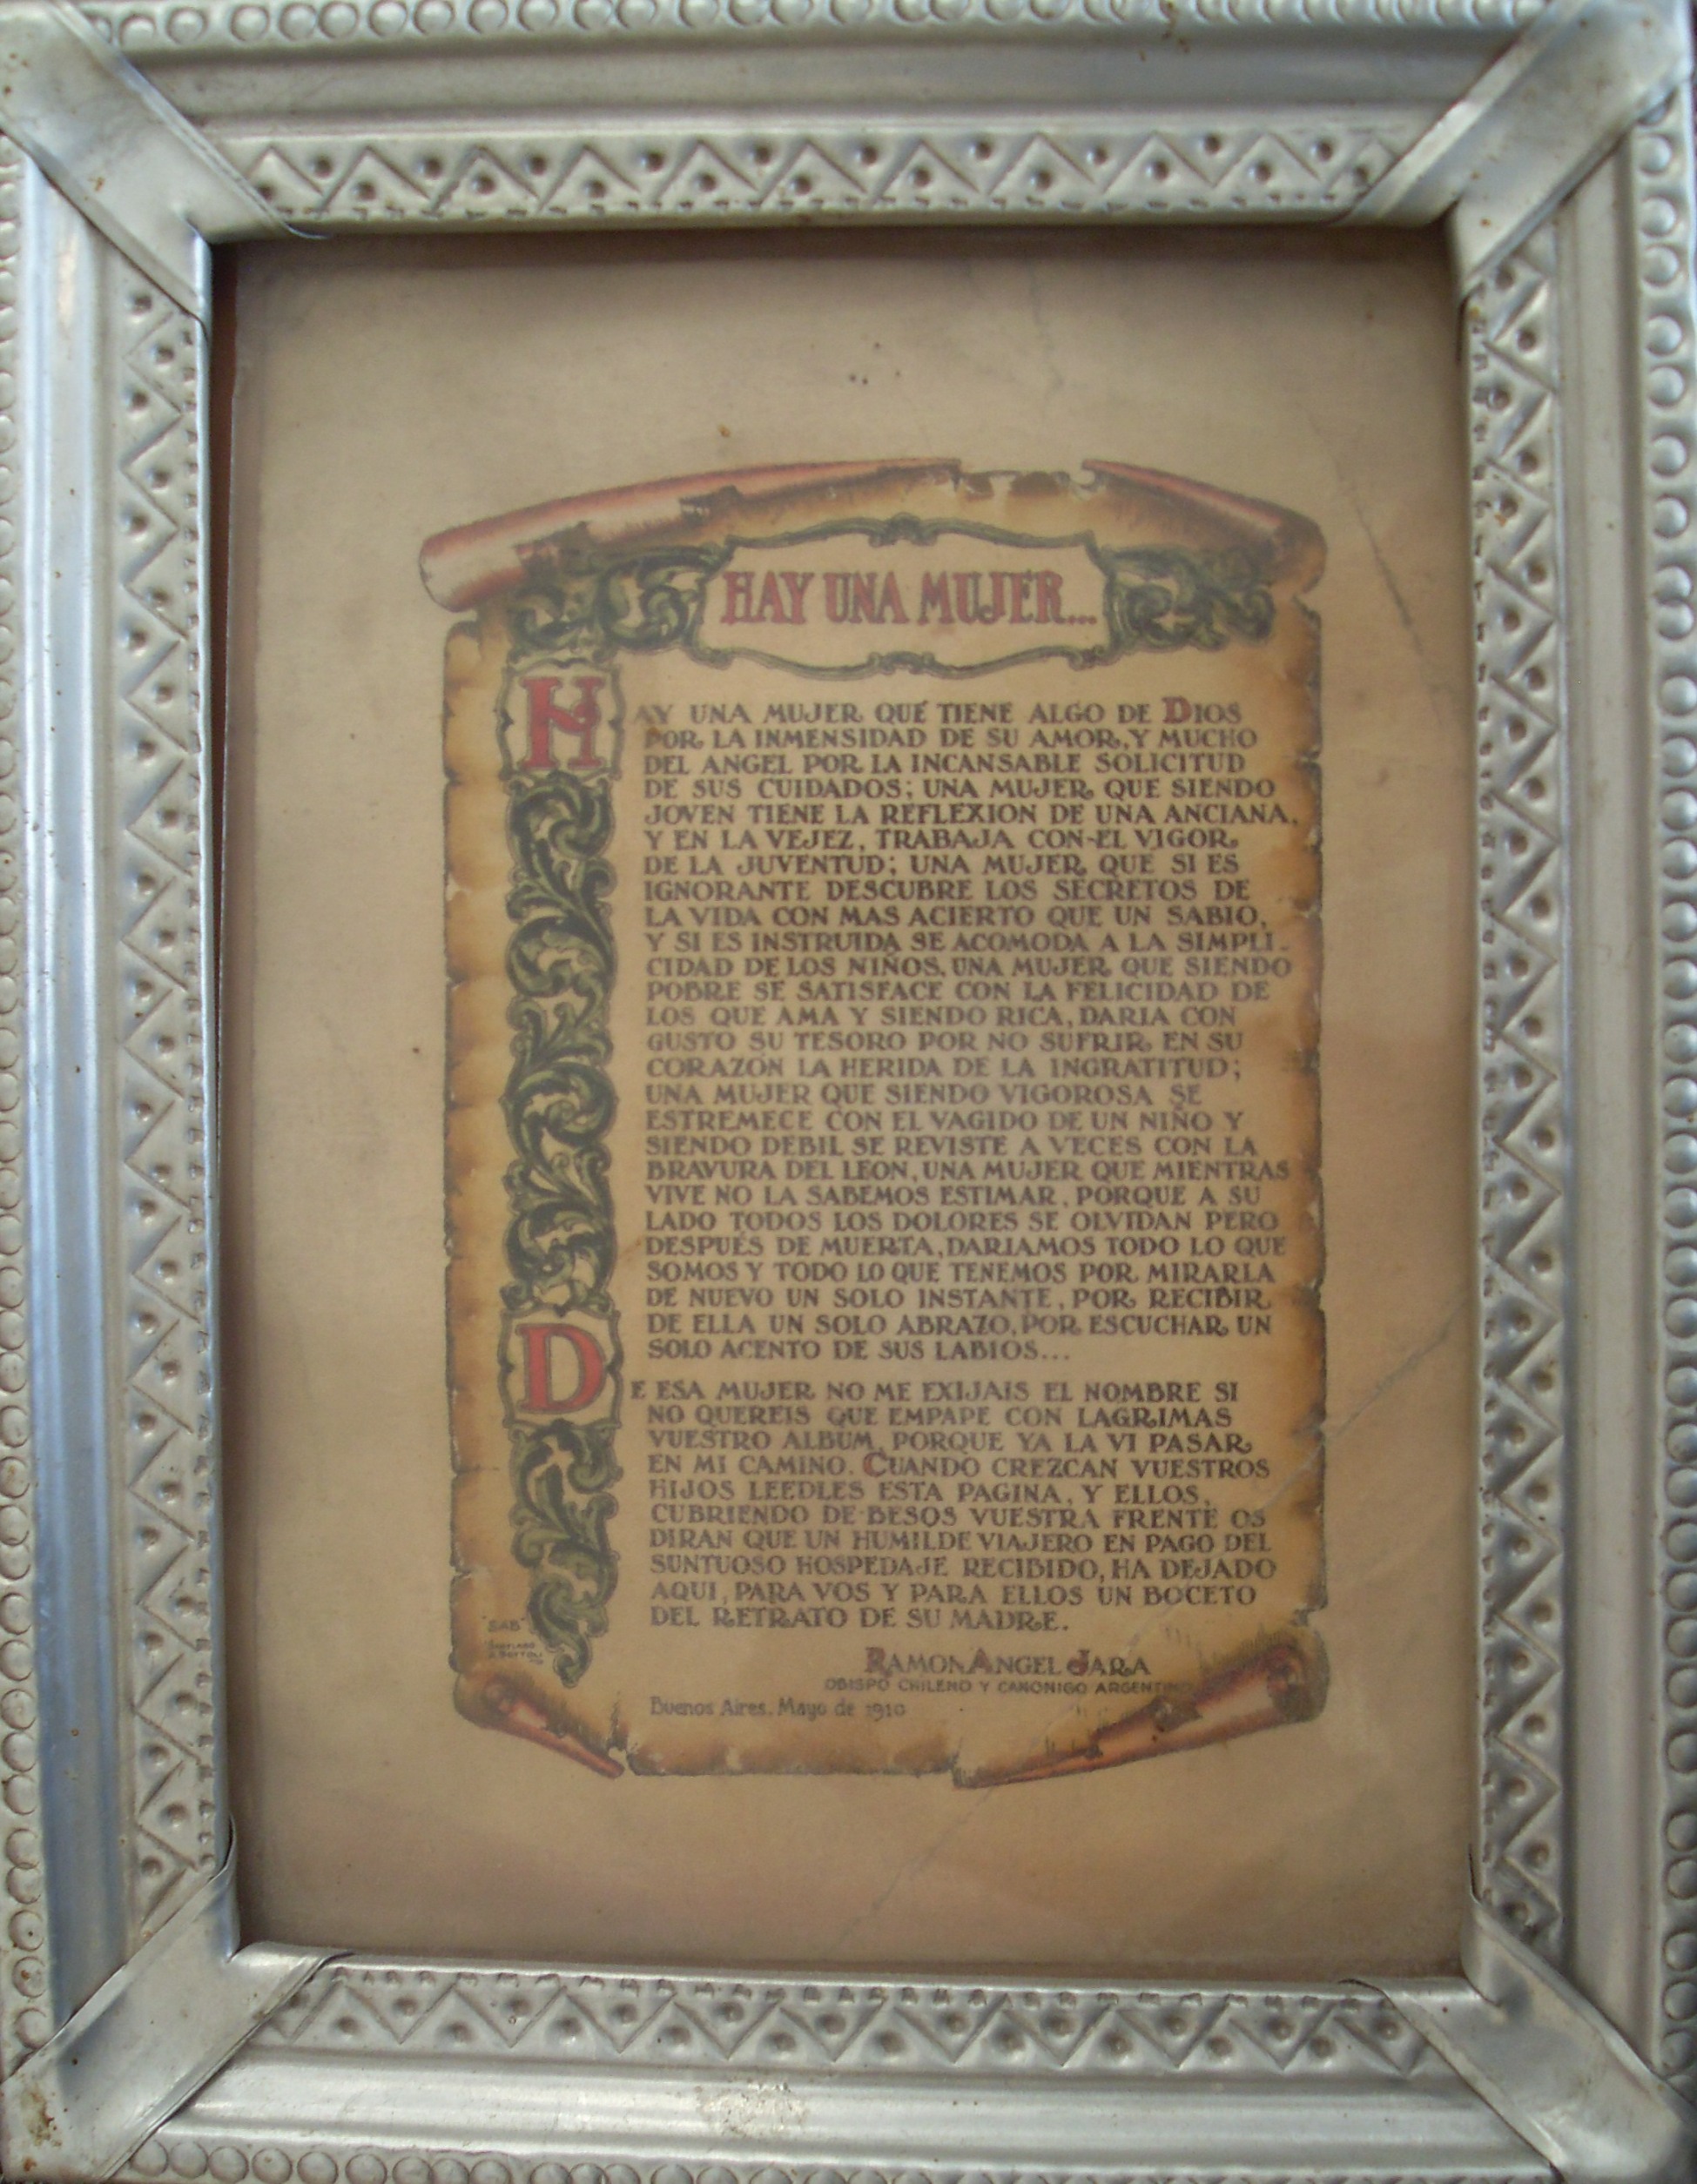 HAY UNA MUJER...
HAY UNA MUJER QUE TIENE ALGO DE DIOS
POR LA INMENSIDAD DE SU AMOR, Y MUCHO
DEL ANGEL POR LA INCANSABLE SOLICITUD
DE SUS CUIDADOS; UNA MUJER QUE SIENDO
JOVEN TIENE LA REFLEXION DE UNA ANCIANA,
Y EN LA VEJEZ, TRABAJA CON EL VIGOR
DE LA JUVENTUD; UNA MUJER QUE SI ES
IGNORANTE DESCUBRE LOS SECRETOS DE
LA VIDA CON MAS ACIERTO QUE UN SABIO,
Y SI ES INSTRUIDA SE ACOMODA A LA SIMPLI-
CIDAD DE LOS NIÑOS. UNA MUJER QUE SIENDO
POBRE SE SATISFACE CON LA FELICIDAD DE
LOS QUE AMA Y SIENDO RICA, DARIA CON
GUSTO SU TESORO POR NO SUFRIR EN SU
CORAZÓN LA HERIDA DE LA INGRATITUD;
UNA MUJER QUE SIENDO VIGOROSA SE
ESTREMECE CON EL VAGIDO DE UN NIÑO Y
SIENDO DEBIL SE REVISTE A VECES CON LA
BRAVURA DEL LEON, UNA MUJER QUE MIENTRAS
VIVE NO LA SABEMOS ESTIMAR, PORQUE A SU
LADO TODOS LOS DOLORES SE OLVIDAN PERO
DESPUÉS DE MUERTA, DARIAMOS TODO LO QUE
SOMOS Y TODO LO QUE TENEMOS POR MIRARLA
DE NUEVO UN SOLO INSTANTE, POR RECIBIR
DE ELLA UN SOLO ABRAZO, POR ESCUCHAR UN
SOLO ACENTO DE SUS LABIOS...
DE ESA MUJER NO ME EXIJAIS EL NOMBRE SI
NO QUEREIS QUE EMPAPE CON LAGRIMAS
VUESTRO ALBUM, PORQUE YA LA VI PASAR
EN MI CAMINO. CUANDO CREZCAN VUESTROS
HIJOS LEEDLES ESTA PAGINA, Y ELLOS,
CUBRIENDO DE BESOS VUESTRA FRENTE OS
DIRAN QUE UN HUMILDE VIAJERO EN PAGO DEL
SUNTUOSO HOSPEDAJE RECIBIDO, HA DEJADO
AQUI, PARA VOS Y PARA ELLOS UN BOCETO
DEL RETRATO DE SU MADRE.
"SAB"
RAMON ANGEL JARA
OBISPO CHILENO Y CANONIGO ARGENTINO
Buenos Aires. Mayo de 1910